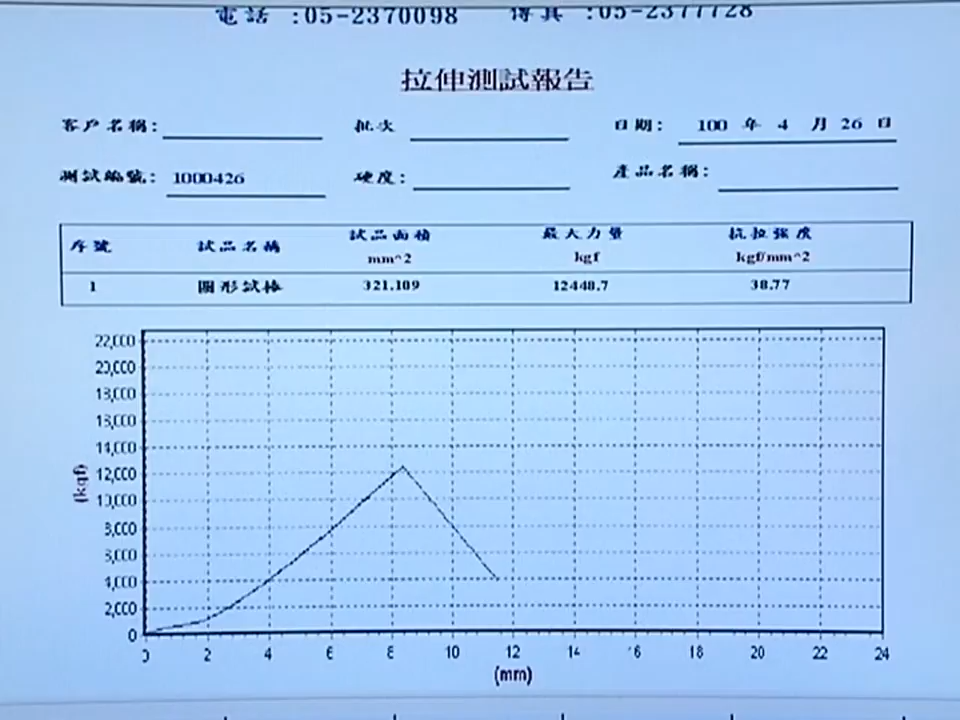 電話 :05-2370098 傳真 :05-2377728
拉伸測試報告
客戶名稱: 批次 日期: 100 年 4 月 26 日
測試編號: 1000426 硬度: 產品名稱:
序號 試品名稱 試品面積 最大力量 抗拉強度
mm^2 kgf kgf/mm^2
1 圓形試棒 321.109 12448.7 38.77
22,000
20,000
18,000
16,000
14,000
12,000
10,000
8,000
6,000
4,000
2,000
0
(kgf)
0 2 4 6 8 10 12 14 16 18 20 22 24
(mm)